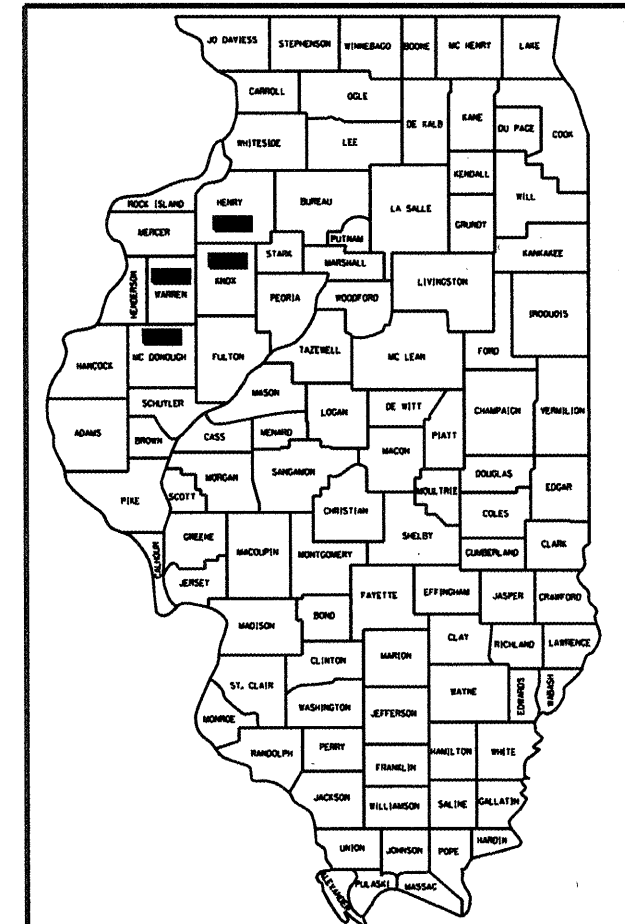 JO DAVIESS
STEPHENSON
WINNEBAGO
BOONE
MC HENRY
LAKE
CARROLL
OGLE
DE KALB
KANE
DU PAGE
COOK
WHITESIDE
LEE
KENDALL
WILL
ROCK ISLAND
HENRY
BUREAU
LA SALLE
GRUNDY
MERCER
PUTNAM
STARK
MARSHALL
KANKAKEE
HENDERSON
WARREN
KNOX
PEORIA
WOODFORD
LIVINGSTON
IROQUOIS
HANCOCK
MC DONOUGH
FULTON
TAZEWELL
MC LEAN
FORD
MASON
SCHUYLER
LOGAN
DE WITT
CHAMPAIGN
VERMILION
ADAMS
BROWN
CASS
MENARD
PIATT
MACON
SANGAMON
MORGAN
DOUGLAS
EDGAR
PIKE
SCOTT
MOULTRIE
CHRISTIAN
COLES
SHELBY
GREENE
MACOUPIN
MONTGOMERY
CUMBERLAND
CLARK
CALHOUN
JERSEY
FAYETTE
EFFINGHAM
JASPER
CRAWFORD
MADISON
BOND
CLAY
RICHLAND
LAWRENCE
CLINTON
MARION
ST. CLAIR
WAYNE
EDWARDS
WABASH
WASHINGTON
JEFFERSON
MONROE
RANDOLPH
PERRY
HAMILTON
WHITE
FRANKLIN
JACKSON
WILLIAMSON
SALINE
GALLATIN
UNION
JOHNSON
POPE
HARDIN
ALEXANDER
PULASKI
MASSAC